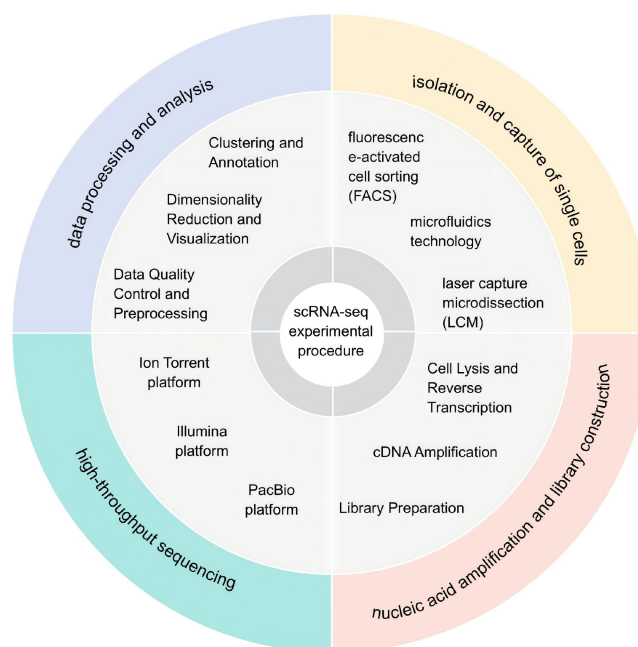 data processing and analysis
isolation and capture of single cells
Clustering and
Annotation
Dimensionality
Reduction and
Visualization
Data Quality
Control and
Preprocessing
fluorescenc
e-activated
cell sorting
(FACS)
microfluidics
technology
laser capture
microdissection
(LCM)
scRNA-seq
experimental
procedure
Ion Torrent
platform
Illumina
platform
PacBio
platform
Cell Lysis and
Reverse
Transcription
cDNA Amplification
Library Preparation
high-throughput sequencing
nucleic acid amplification and library construction